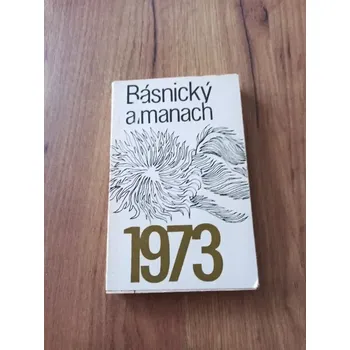 Básnický
almanach
1973